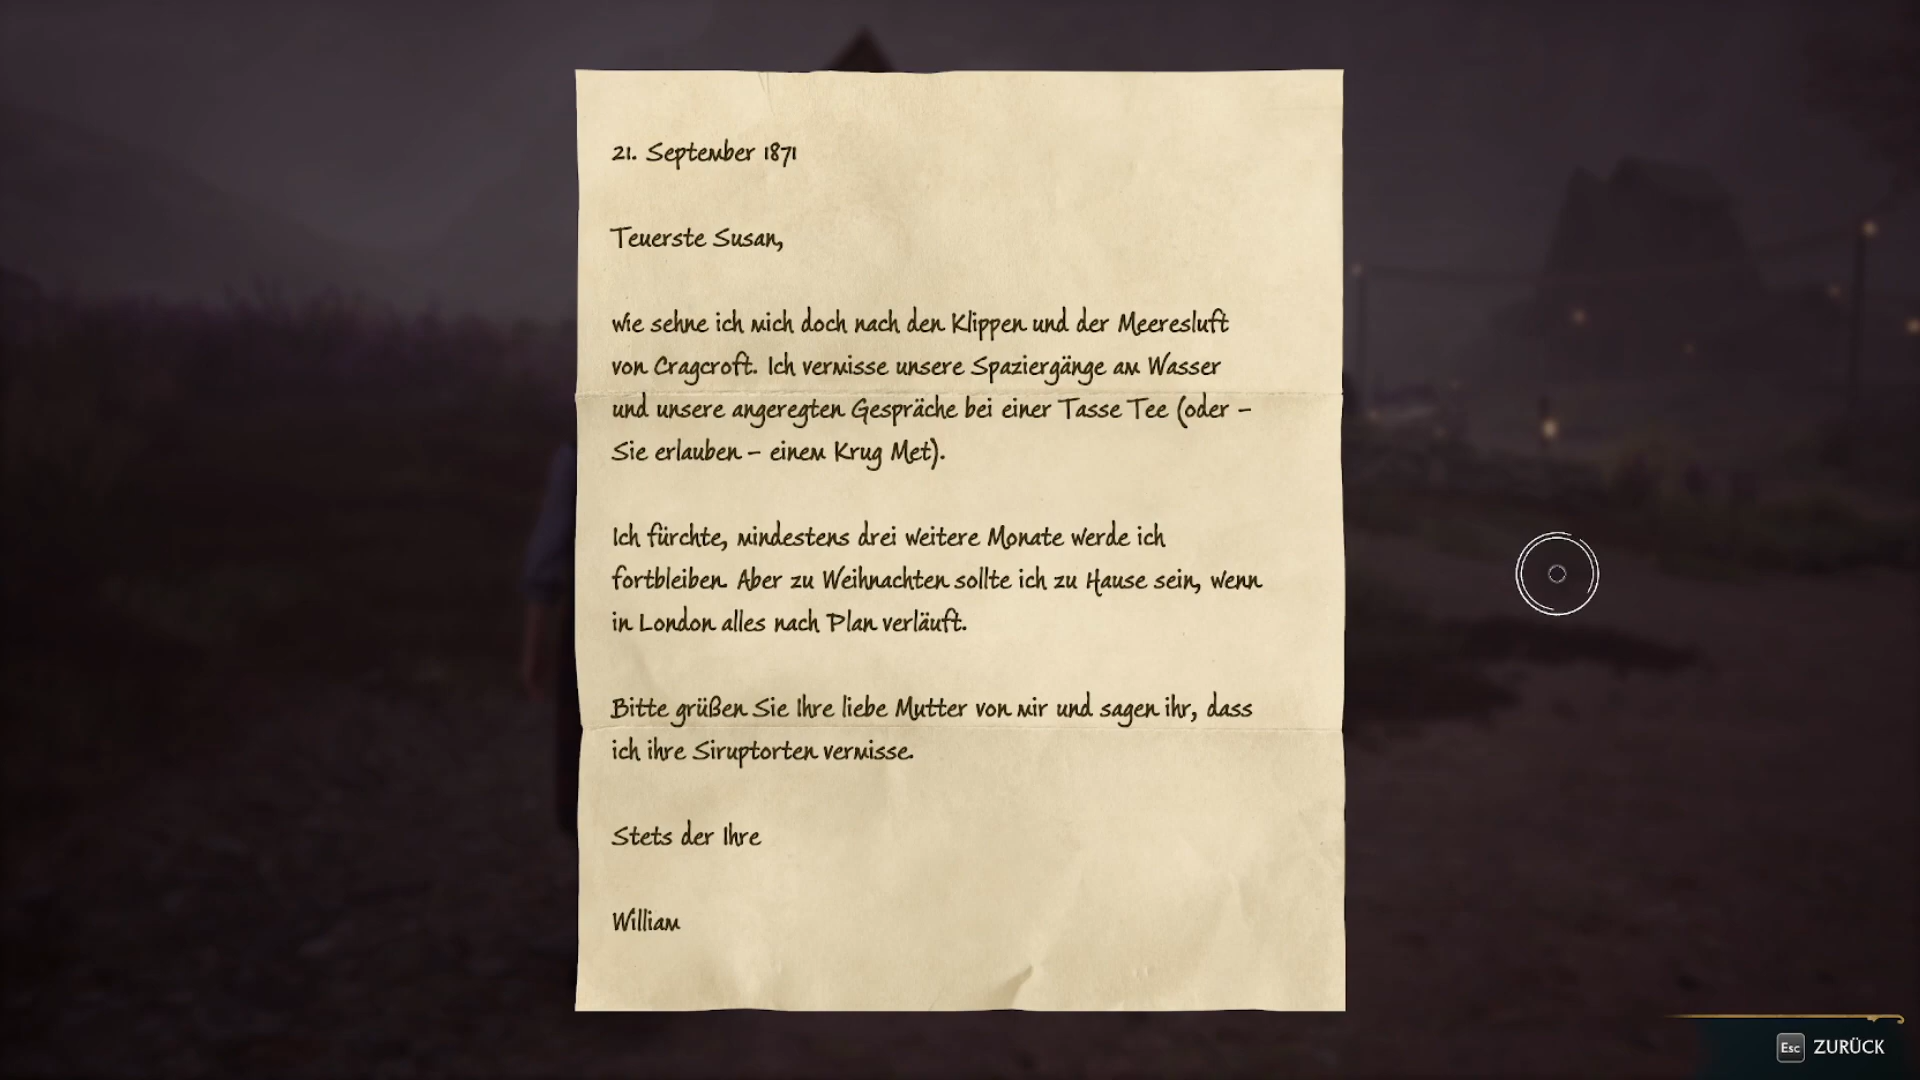 21. September 1871
Teuerste Susan,
wie sehne ich mich doch nach den Klippen und der Meeresluft
von Cragcroft. Ich vermisse unsere Spaziergänge am Wasser
und unsere angeregten Gespräche bei einer Tasse Tee (oder –
Sie erlauben – einem Krug Met).
Ich fürchte, mindestens drei weitere Monate werde ich
fortbleiben. Aber zu Weihnachten sollte ich zu Hause sein, wenn
in London alles nach Plan verläuft.
Bitte grüßen Sie Ihre liebe Mutter von mir und sagen ihr, dass
ich ihre Siruptorten vermisse.
Stets der Ihre
William
Esc ZURÜCK